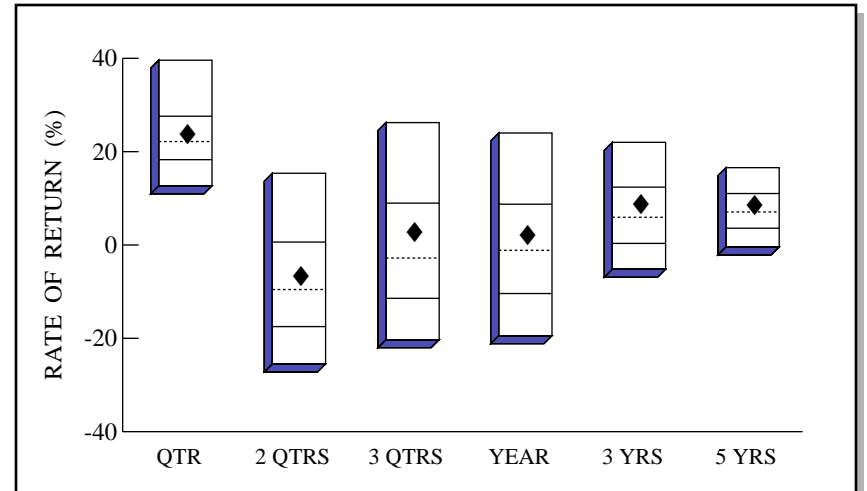 RATE OF RETURN (%)
40
20
0
-20
-40
QTR 2 QTRS 3 QTRS YEAR 3 YRS 5 YRS